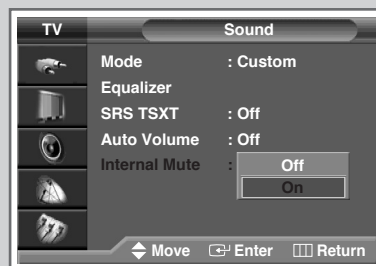 TV Sound
Mode : Custom
Equalizer
SRS TSXT : Off
Auto Volume : Off
Internal Mute : Off
On
Move Enter Return